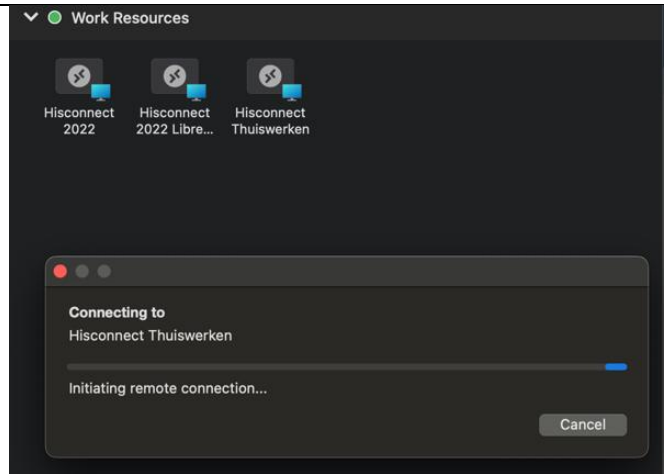 Work Resources
Hisconnect 2022
Hisconnect 2022 Libre...
Hisconnect Thuiswerken
Connecting to
Hisconnect Thuiswerken
Initiating remote connection...
Cancel